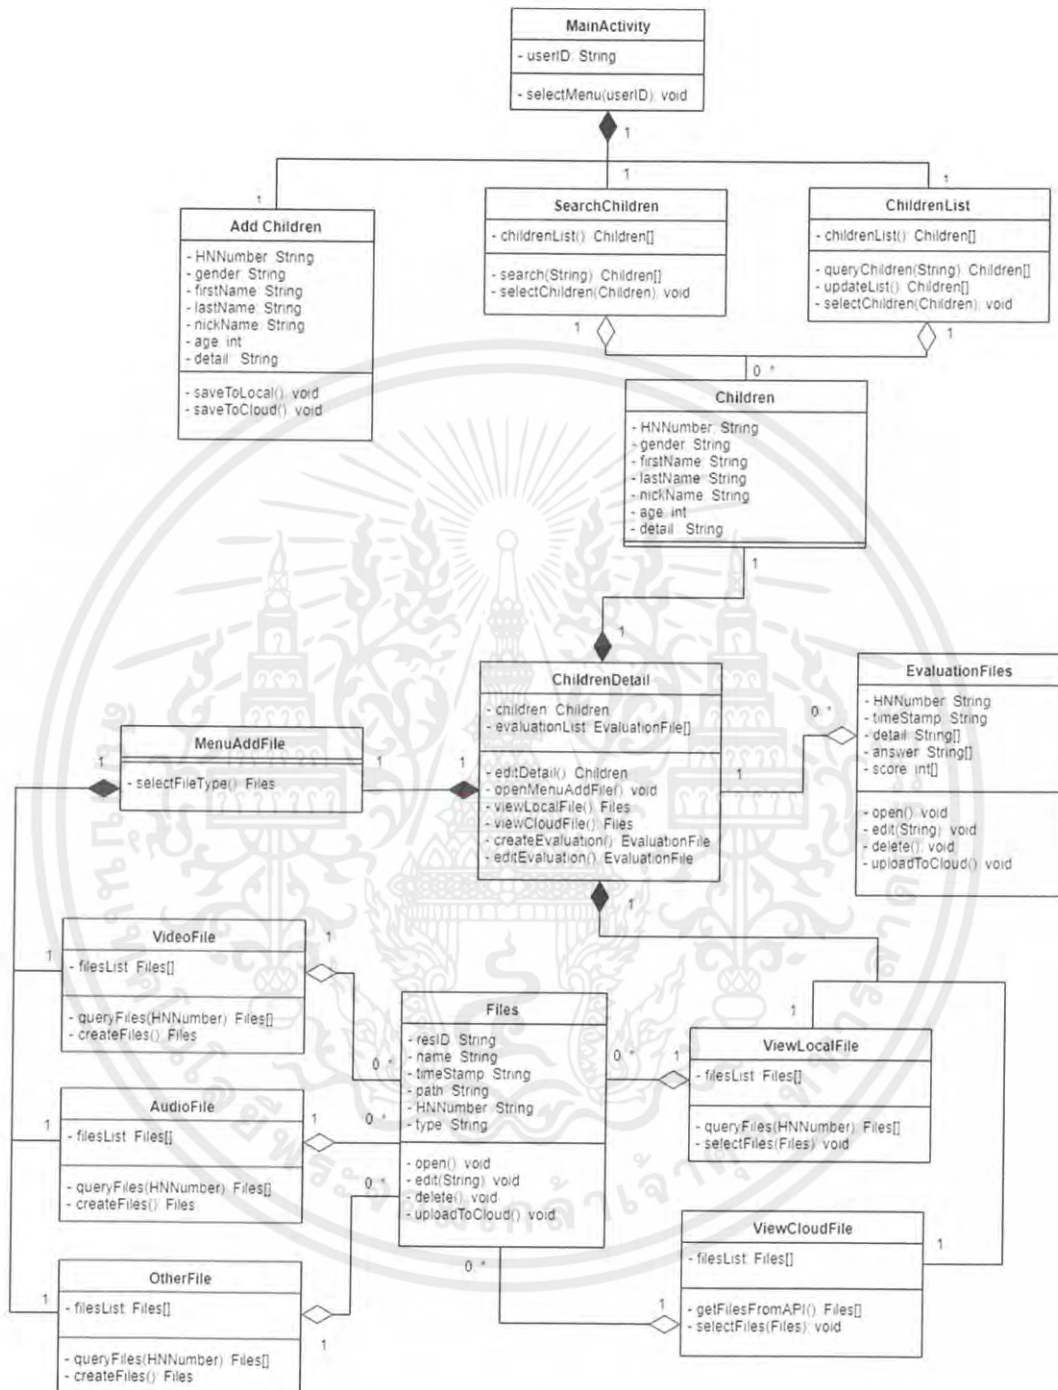 MainActivity
- userID: String
- selectMenu(userID): void
1
1
1
1
Add Children
- HNNumber: String
- gender: String
- firstName: String
- lastName: String
- nickName: String
- age: int
- detail: String
- saveToLocal(): void
- saveToCloud(): void
SearchChildren
- childrenList(): Children[]
- search(String): Children[]
- selectChildren(Children): void
1
ChildrenList
- childrenList(): Children[]
- queryChildren(String): Children[]
- updateList(): Children[]
- selectChildren(Children): void
1
0..*
Children
- HNNumber: String
- gender: String
- firstName: String
- lastName: String
- nickName: String
- age: int
- detail: String
1
1
ChildrenDetail
- children: Children
- evaluationList: EvaluationFile[]
- editDetail(): Children
- openMenuAddFile(): void
- viewLocalFile(): Files
- viewCloudFile(): Files
- createEvaluation(): EvaluationFile
- editEvaluation(): EvaluationFile
1
0..*
EvaluationFiles
- HNNumber: String
- timeStamp: String
- detail: String[]
- answer: String[]
- score: int[]
- open(): void
- edit(String): void
- delete(): void
- uploadToCloud(): void
1
MenuAddFile
- selectFileType(): Files
1
1
1
1
VideoFile
- filesList: Files[]
- queryFiles(HNNumber): Files[]
- createFiles(): Files
1
0..*
1
AudioFile
- filesList: Files[]
- queryFiles(HNNumber): Files[]
- createFiles(): Files
1
0..*
1
OtherFile
- filesList: Files[]
- queryFiles(HNNumber): Files[]
- createFiles(): Files
1
0..*
Files
- resID: String
- name: String
- timeStamp: String
- path: String
- HNNumber: String
- type: String
- open(): void
- edit(String): void
- delete(): void
- uploadToCloud(): void
0..*
1
1
ViewLocalFile
- filesList: Files[]
- queryFiles(HNNumber): Files[]
- selectFiles(Files): void
0..*
1
1
ViewCloudFile
- filesList: Files[]
- getFilesFromAPI(): Files[]
- selectFiles(Files): void